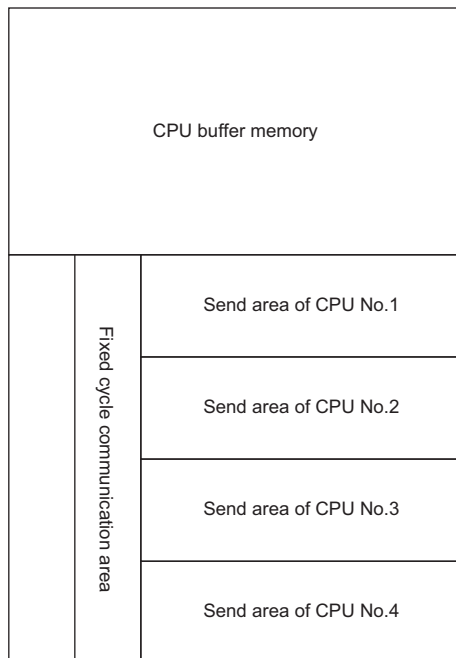 CPU buffer memory
Fixed cycle communication area
Send area of CPU No.1
Send area of CPU No.2
Send area of CPU No.3
Send area of CPU No.4